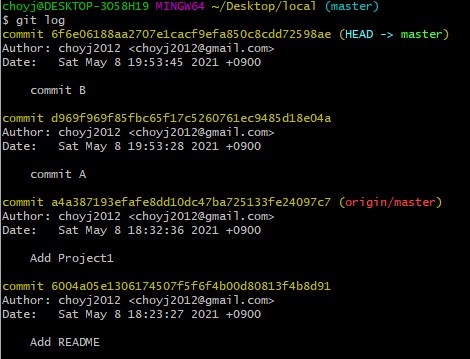 choyj@DESKTOP-3O58H19 MINGW64 ~/Desktop/local (master)
$ git log
commit 6f6e06188aa2707e1cacf9efa850c8cdd72598ae (HEAD -> master)
Author: choyj2012 <choyj2012@gmail.com>
Date:   Sat May 8 19:53:45 2021 +0900
    commit B
commit d969f969f85fbc65f17c5260761ec9485d18e04a
Author: choyj2012 <choyj2012@gmail.com>
Date:   Sat May 8 19:53:28 2021 +0900
    commit A
commit a4a387193efafe8dd10dc47ba725133fe24097c7 (origin/master)
Author: choyj2012 <choyj2012@gmail.com>
Date:   Sat May 8 18:32:36 2021 +0900
    Add Project1
commit 6004a05e1306174507f5f6f4b00d80813f4b8d91
Author: choyj2012 <choyj2012@gmail.com>
Date:   Sat May 8 18:23:27 2021 +0900
    Add README